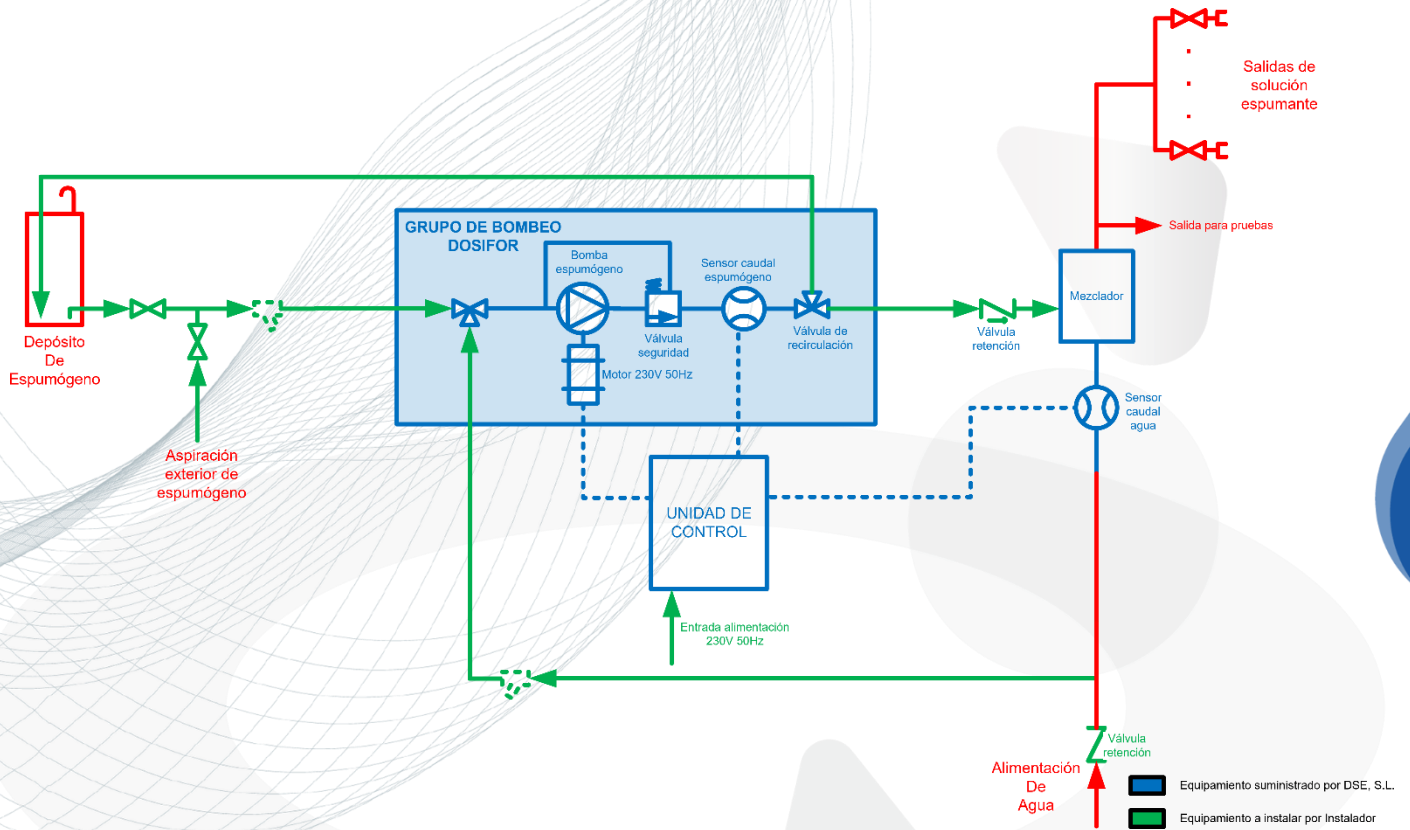 Salidas de
solución
espumante
Salida para pruebas
GRUPO DE BOMBEO
DOSIFOR
Bomba
espumógeno
Sensor caudal
espumógeno
Mezclador
Válvula
seguridad
Válvula de
recirculación
Válvula
retención
Depósito
De
Espumógeno
Motor 230V 50Hz
Sensor
caudal
agua
Aspiración
exterior de
espumógeno
UNIDAD DE
CONTROL
Entrada alimentación
230V 50Hz
Válvula
retención
Alimentación
De
Agua
Equipamiento suministrado por DSE, S.L.
Equipamiento a instalar por Instalador